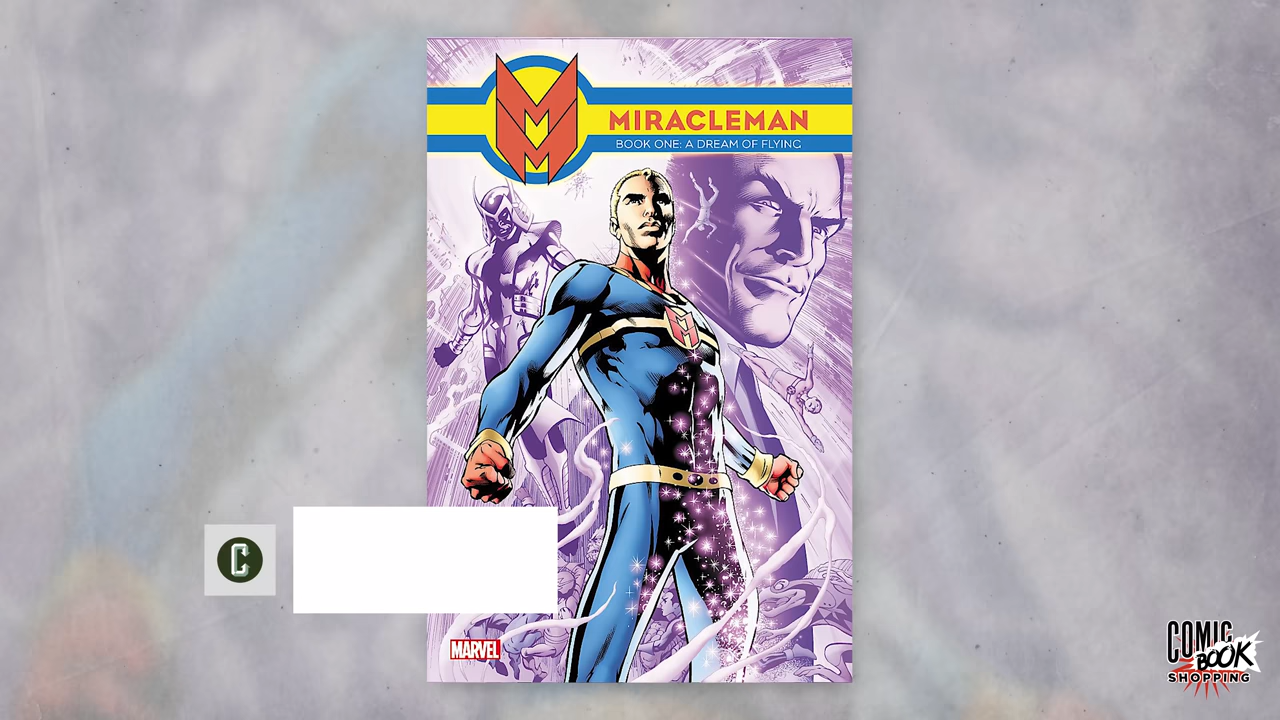 MIRACLEMAN
BOOK ONE: A DREAM OF FLYING
MARVEL
COMIC
BOOK
SHOPPING